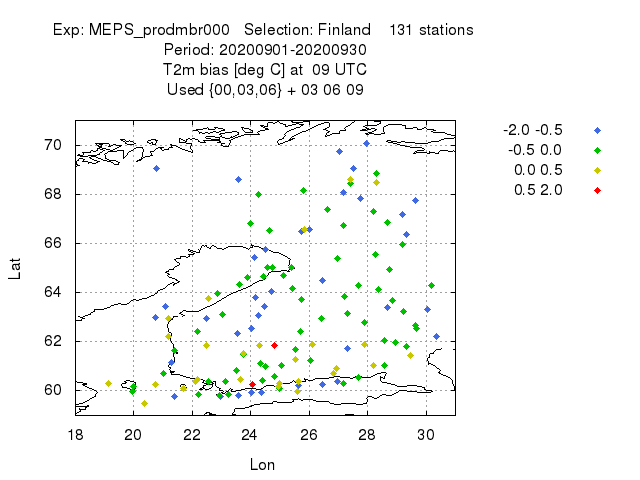 Exp: MEPS_prodmbr000 Selection: Finland 131 stations
Period: 20200901-20200930
T2m bias [deg C] at 09 UTC
Used {00,03,06} + 03 06 09
-2.0 -0.5
-0.5 0.0
0.0 0.5
0.5 2.0
70
68
66
64
62
60
Lat
18 20 22 24 26 28 30
Lon